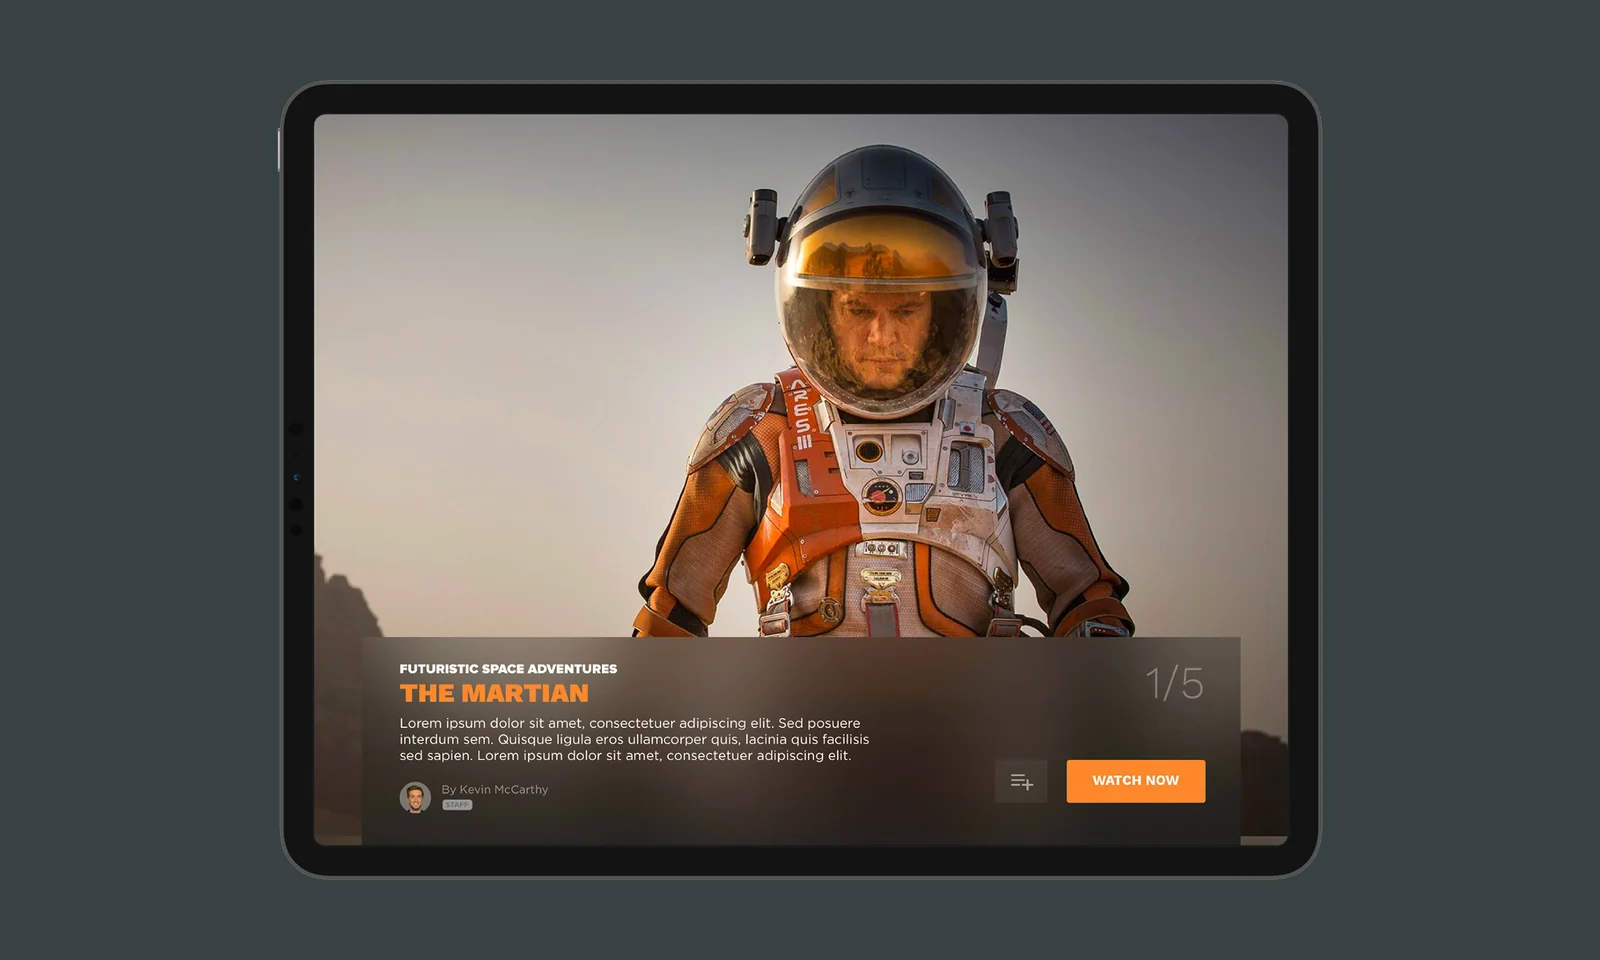 ARES III
FUTURISTIC SPACE ADVENTURES
THE MARTIAN
1/5
Lorem ipsum dolor sit amet, consectetuer adipiscing elit. Sed posuere
interdum sem. Quisque ligula eros ullamcorper quis, lacinia quis facilisis
sed sapien. Lorem ipsum dolor sit amet, consectetuer adipiscing elit.
By Kevin McCarthy
STAFF
WATCH NOW